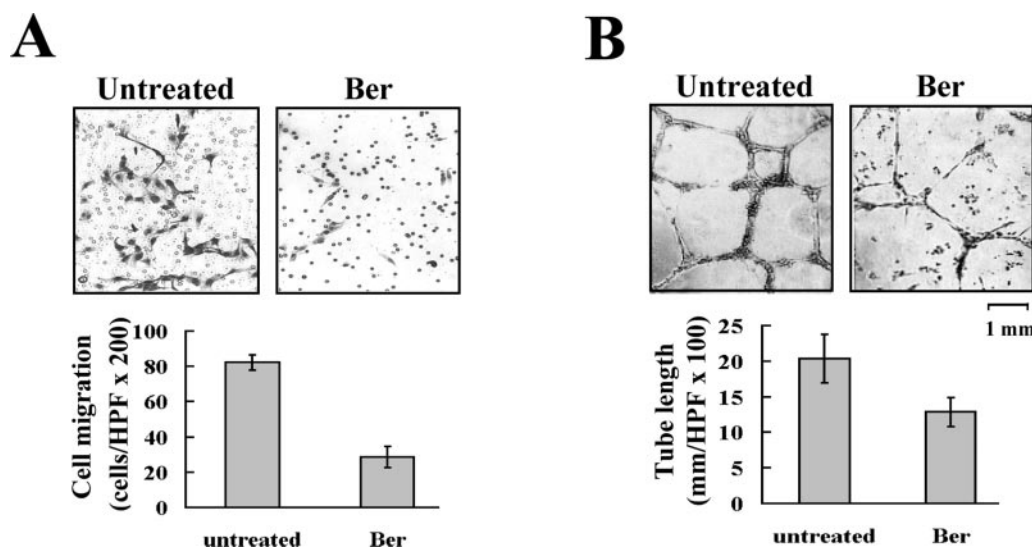 A
Untreated
Ber
Cell migration
(cells/HPF x 200)
100
80
60
40
20
0
untreated
Ber
B
Untreated
Ber
1 mm
Tube length
(mm/HPF x 100)
25
20
15
10
5
0
untreated
Ber